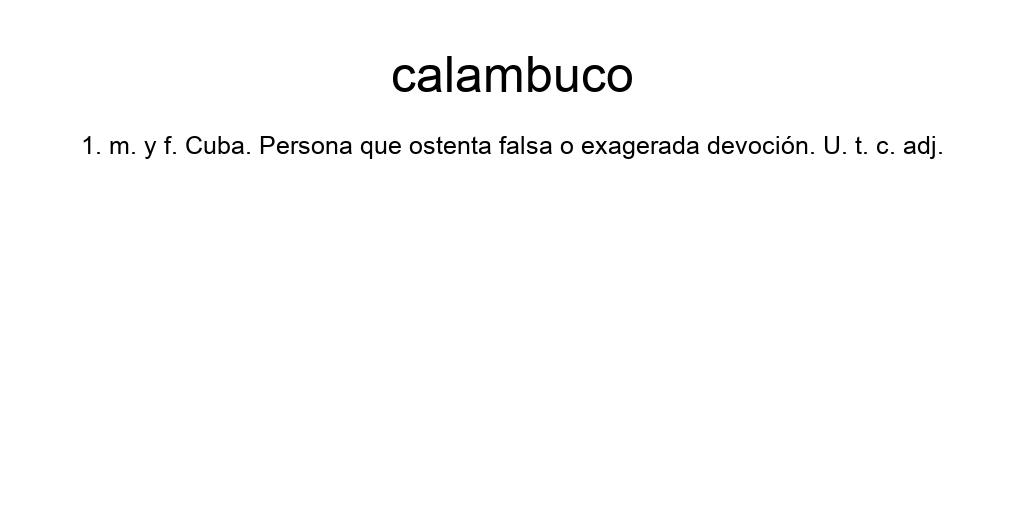 calambuco
1. m. y f. Cuba. Persona que ostenta falsa o exagerada devoción. U. t. c. adj.